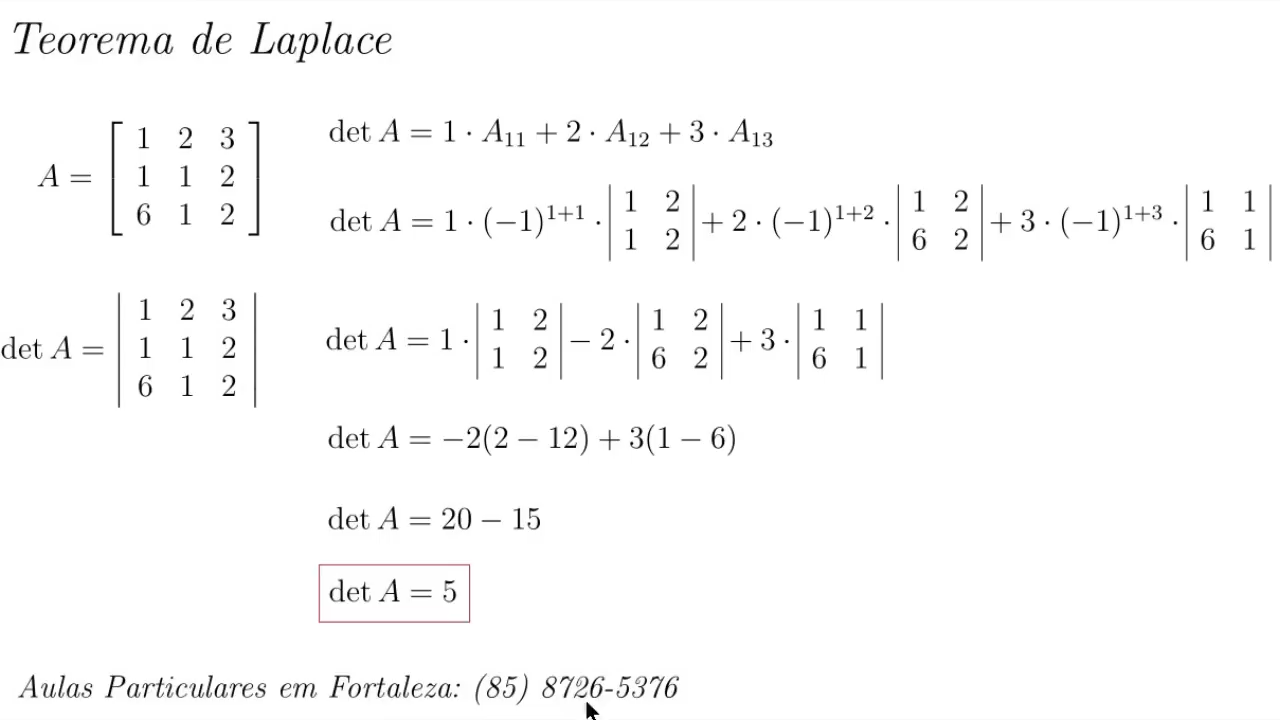 Teorema de Laplace
A = [ 1 2 3
1 1 2
6 1 2 ]
det A = | 1 2 3
1 1 2
6 1 2 |
det A = 1 · A₁₁ + 2 · A₁₂ + 3 · A₁₃
det A = 1 · (−1)¹⁺¹ · | 1 2 ; 1 2 | + 2 · (−1)¹⁺² · | 1 2 ; 6 2 | + 3 · (−1)¹⁺³ · | 1 1 ; 6 1 |
det A = 1 · | 1 2 ; 1 2 | − 2 · | 1 2 ; 6 2 | + 3 · | 1 1 ; 6 1 |
det A = −2(2 − 12) + 3(1 − 6)
det A = 20 − 15
det A = 5
Aulas Particulares em Fortaleza: (85) 8726-5376